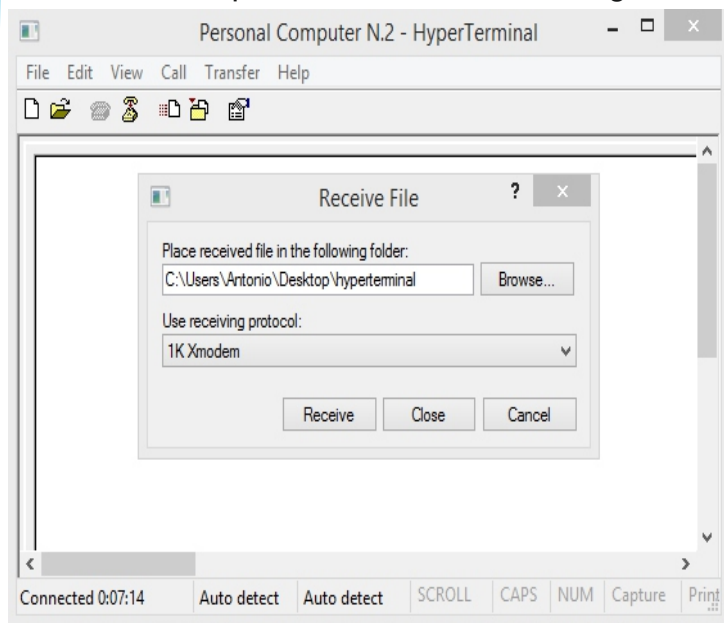 Personal Computer N.2 - HyperTerminal
File Edit View Call Transfer Help
Receive File
Place received file in the following folder:
C:\Users\Antonio\Desktop\hyperterminal Browse...
Use receiving protocol:
1K Xmodem
Receive Close Cancel
Connected 0:07:14 Auto detect Auto detect SCROLL CAPS NUM Capture Print